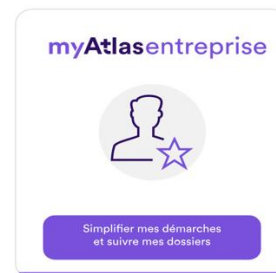 myAtlasentreprise
Simplifier mes démarches
et suivre mes dossiers